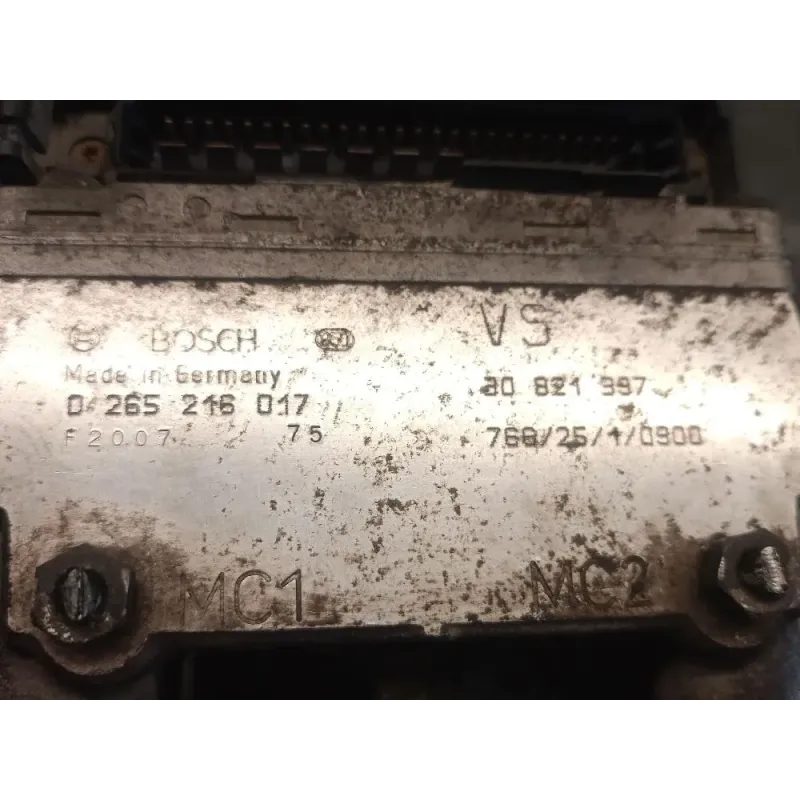 BOSCH
VS
Made in Germany
30 821 997
0 265 216 017
F2007 75
768/25/1/0900
MC1
MC2